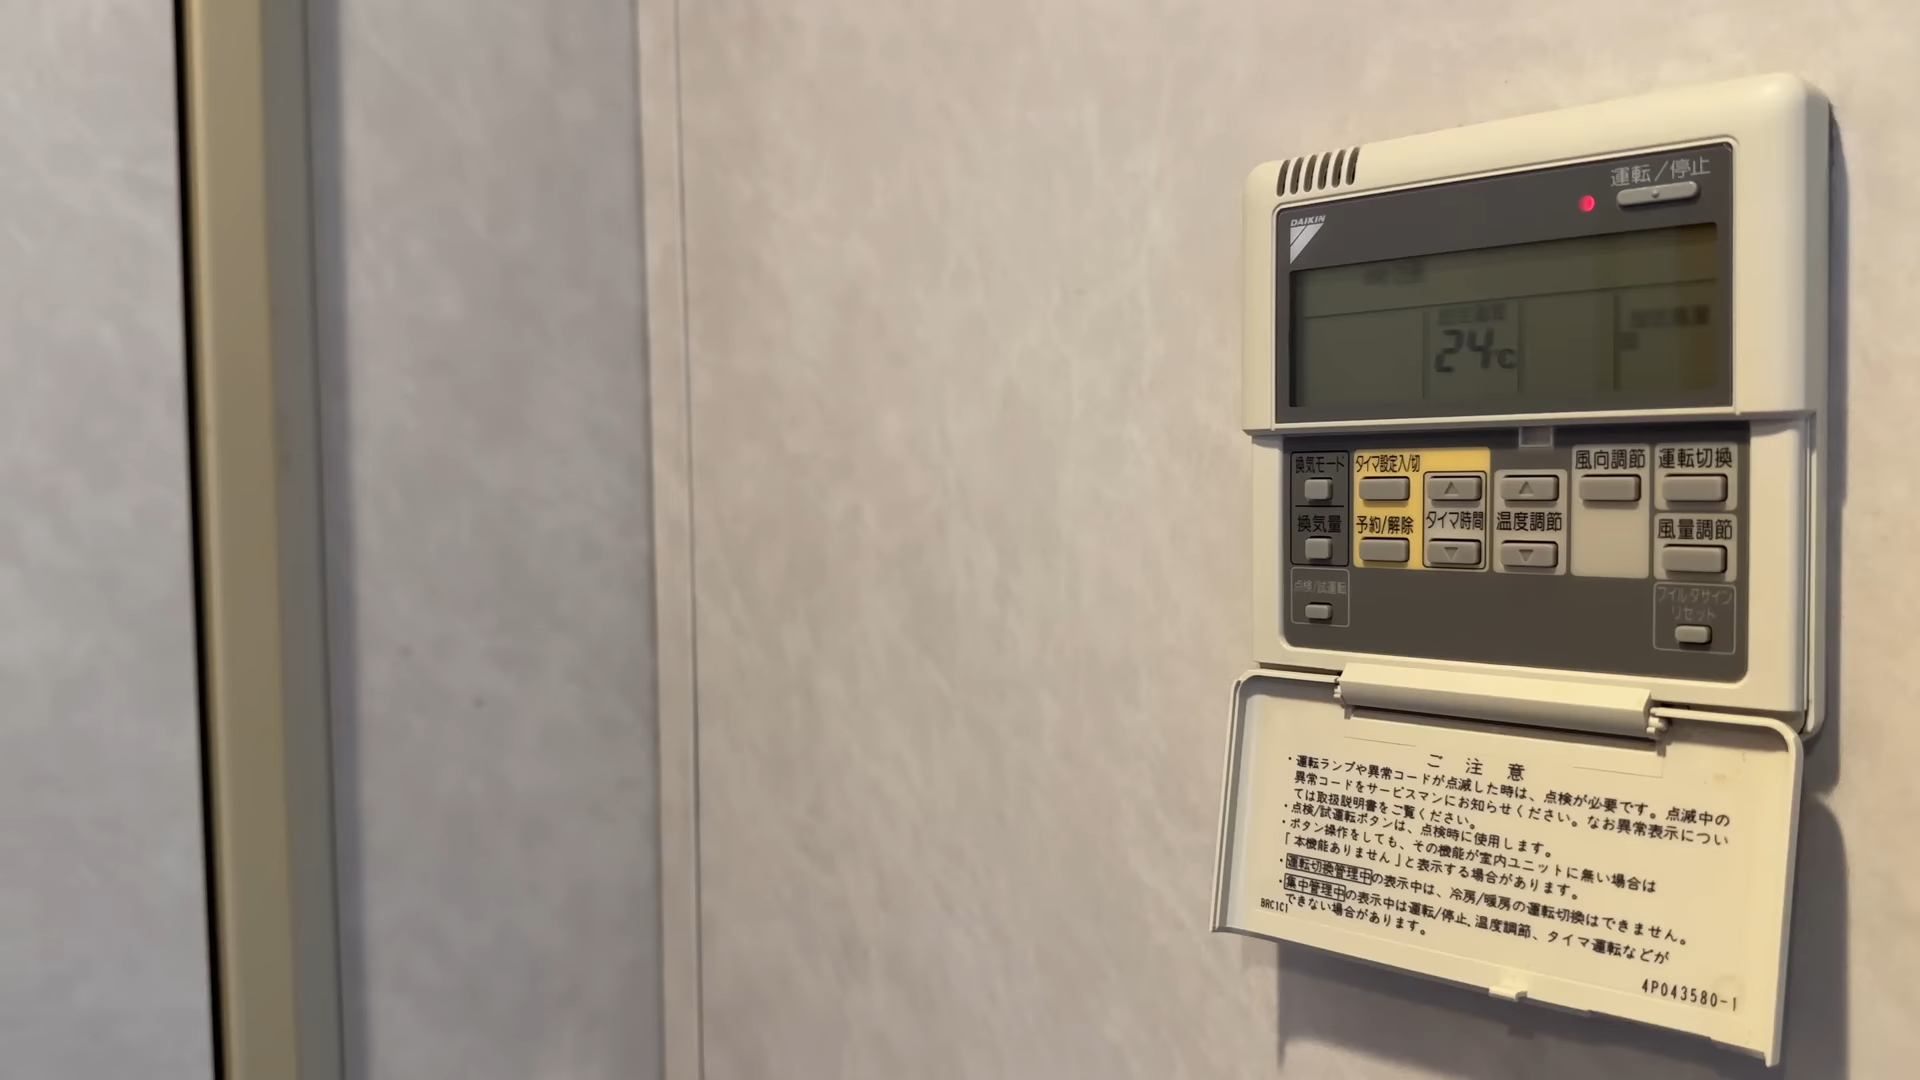 運転/停止
DAIKIN
24℃
換気モード
タイマ設定入/切
風向調節
運転切換
換気量
予約/解除
タイマ時間
温度調節
風量調節
点検/試運転
フィルタサイン
リセット
ご注意
・運転ランプや異常コードが点滅した時は、点検が必要です。点滅中の
異常コードをサービスマンにお知らせください。なお異常表示につい
ては取扱説明書をご覧ください。
・点検/試運転ボタンは、点検時に使用します。
・ボタン操作をしても、その機能が室内ユニットに無い場合は
「本機能ありません」と表示する場合があります。
・運転切換管理中の表示中は、冷房/暖房の運転切換はできません。
・集中管理中の表示中は運転/停止、温度調節、タイマ運転などが
できない場合があります。
BRC1C1
4P043580-1